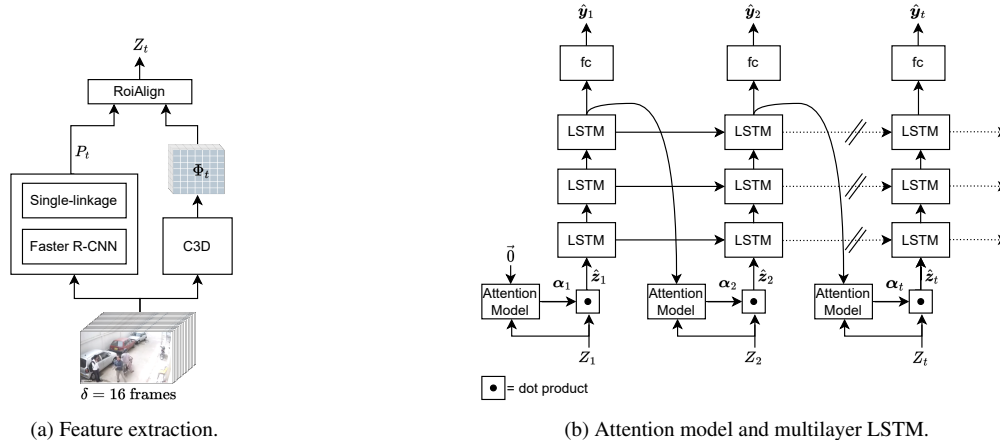 Z_t
RoiAlign
P_t
Φ_t
Single-linkage
Faster R-CNN
C3D
δ = 16 frames
(a) Feature extraction.
ŷ_1
ŷ_2
ŷ_t
fc
fc
fc
LSTM
LSTM
LSTM
LSTM
LSTM
LSTM
LSTM
LSTM
LSTM
0⃗
α_1
ẑ_1
α_2
ẑ_2
α_t
ẑ_t
Attention
Model
Attention
Model
Attention
Model
Z_1
Z_2
Z_t
= dot product
(b) Attention model and multilayer LSTM.